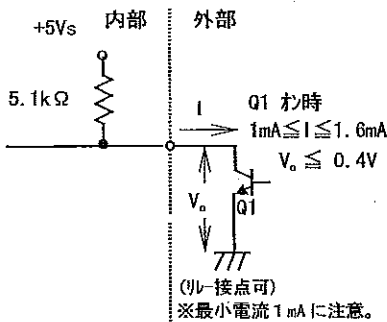 +5Vs 内部 外部
5.1kΩ
I
Q1 オン時
1mA≦I≦1.6mA
Vo ≦ 0.4V
Vo
Q1
(リレー接点可)
※最小電流1mAに注意。